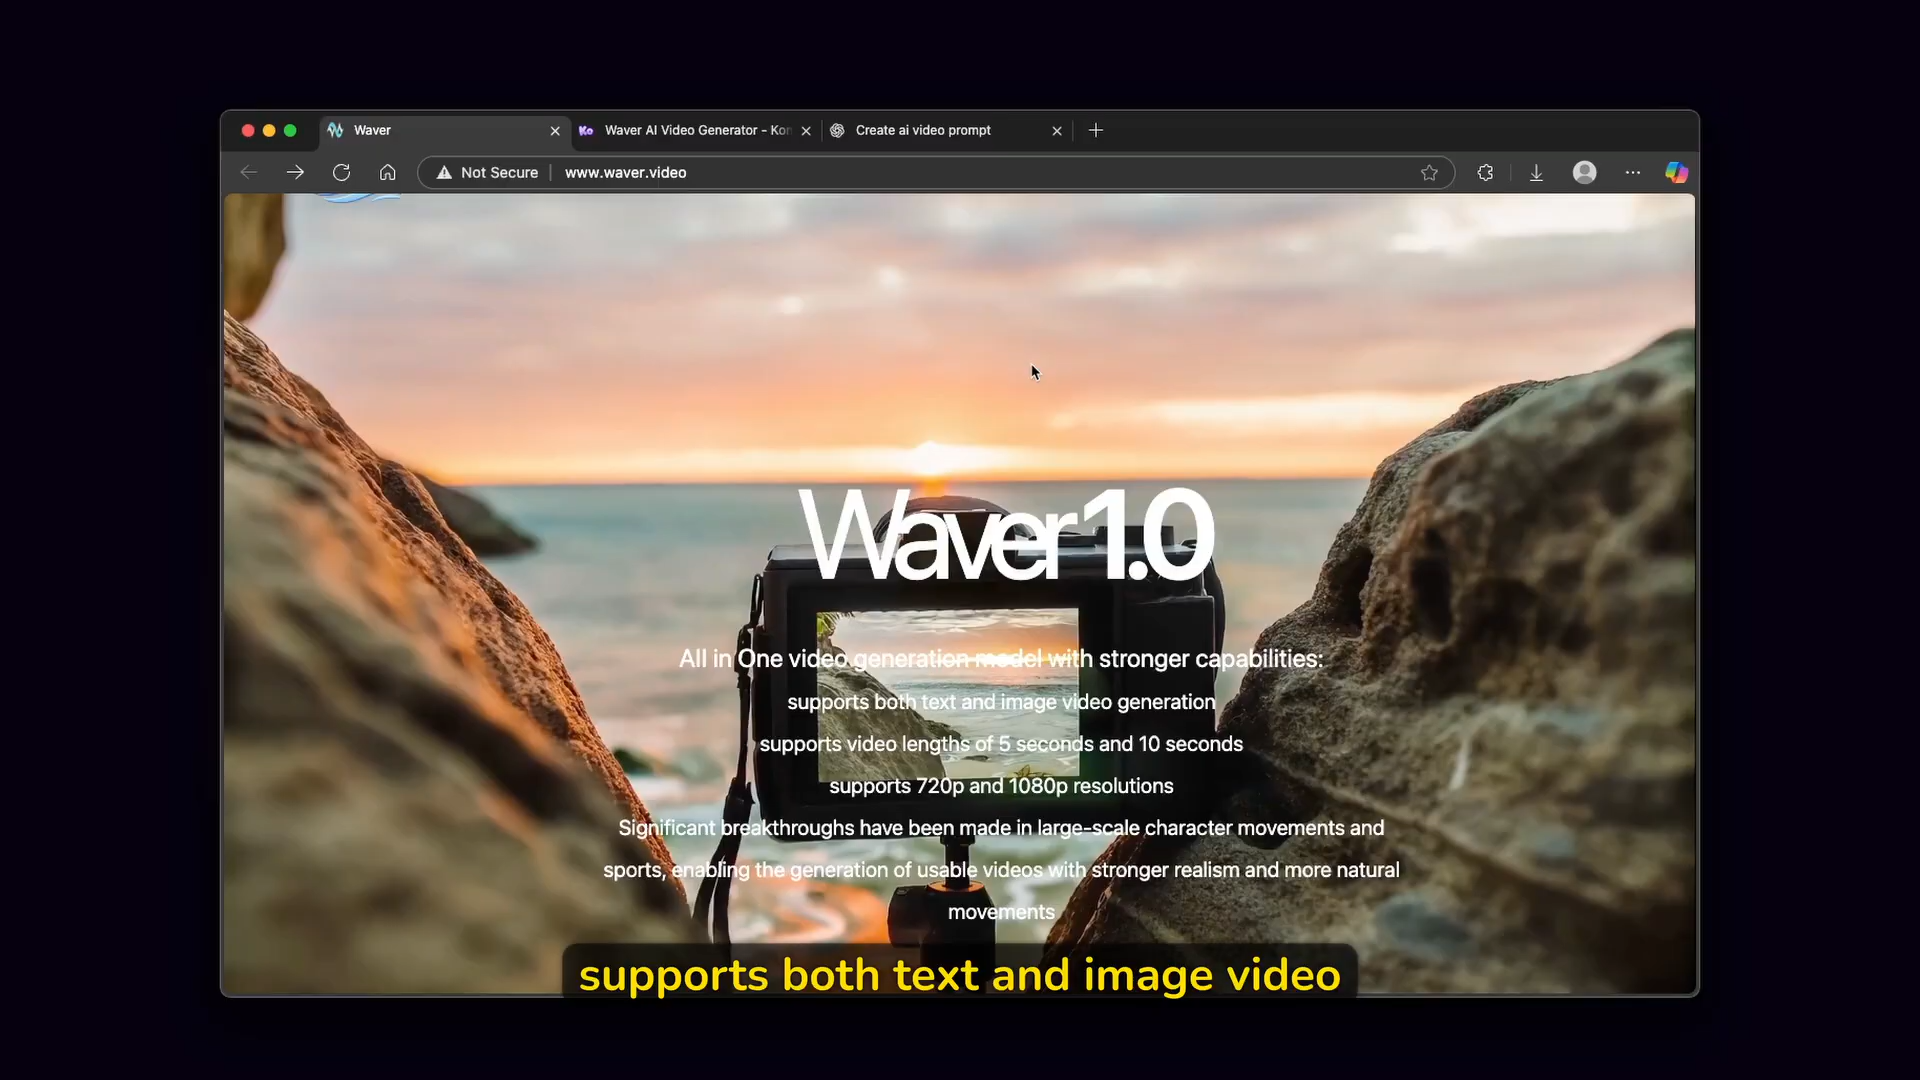 Waver
Waver AI Video Generator - Kon
Create ai video prompt
Not Secure
www.waver.video
Waver 1.0
All in One video generation model with stronger capabilities:
supports both text and image video generation
supports video lengths of 5 seconds and 10 seconds
supports 720p and 1080p resolutions
Significant breakthroughs have been made in large-scale character movements and
sports, enabling the generation of usable videos with stronger realism and more natural
movements
supports both text and image video